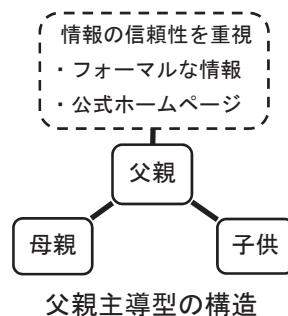 情報の信頼性を重視
・フォーマルな情報
・公式ホームページ
父親
母親
子供
父親主導型の構造